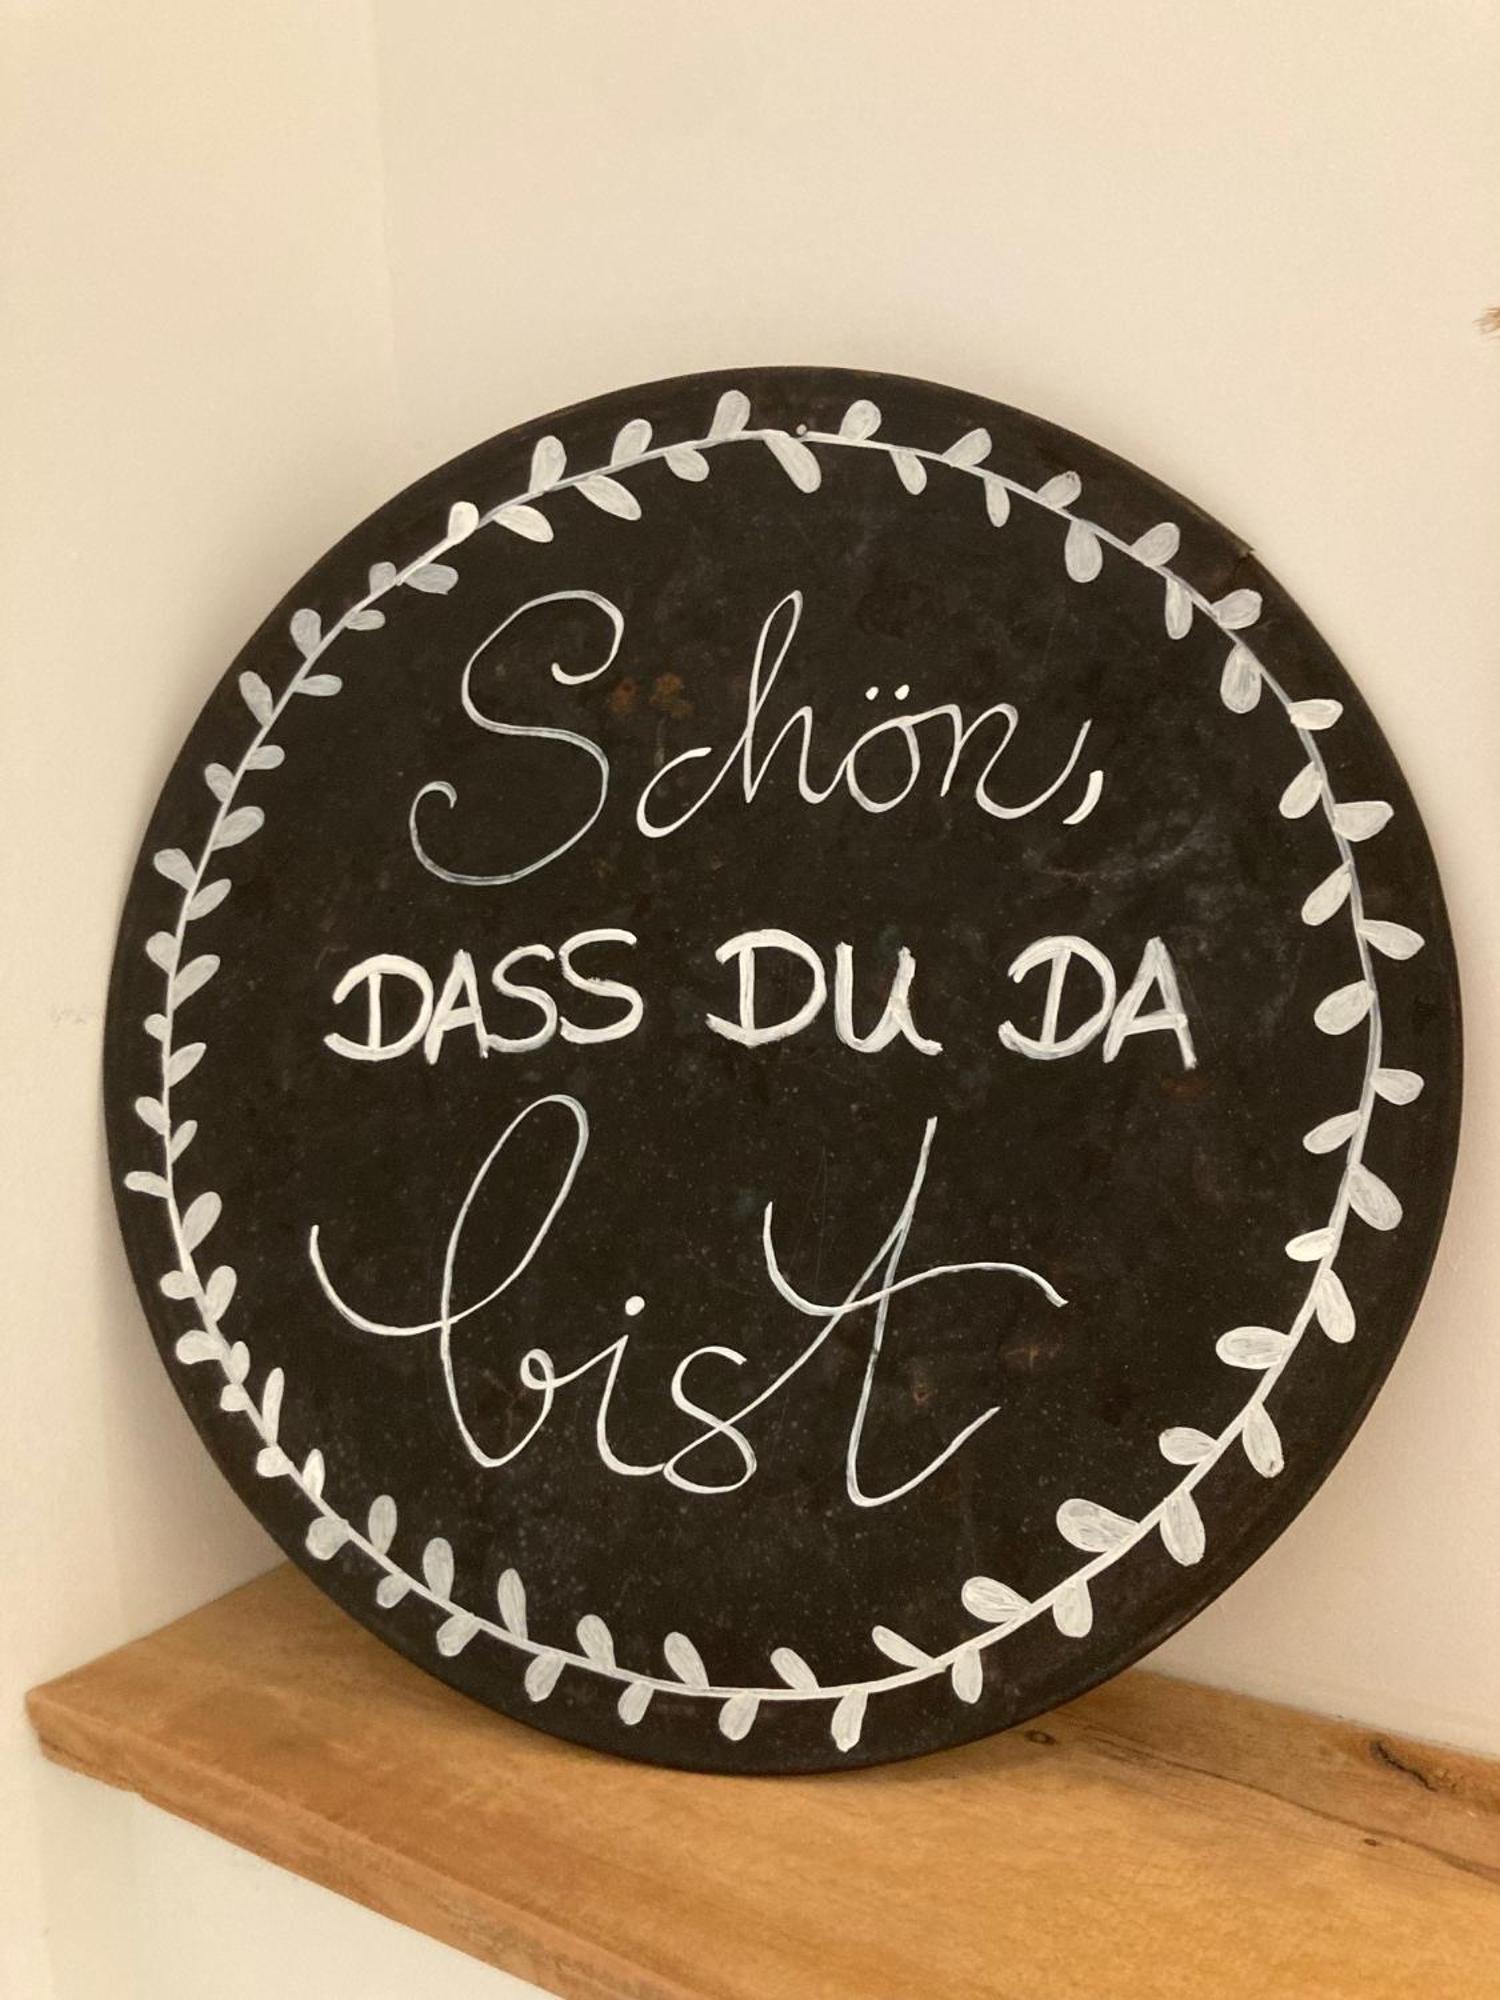 Schön,
DASS DU DA
bist